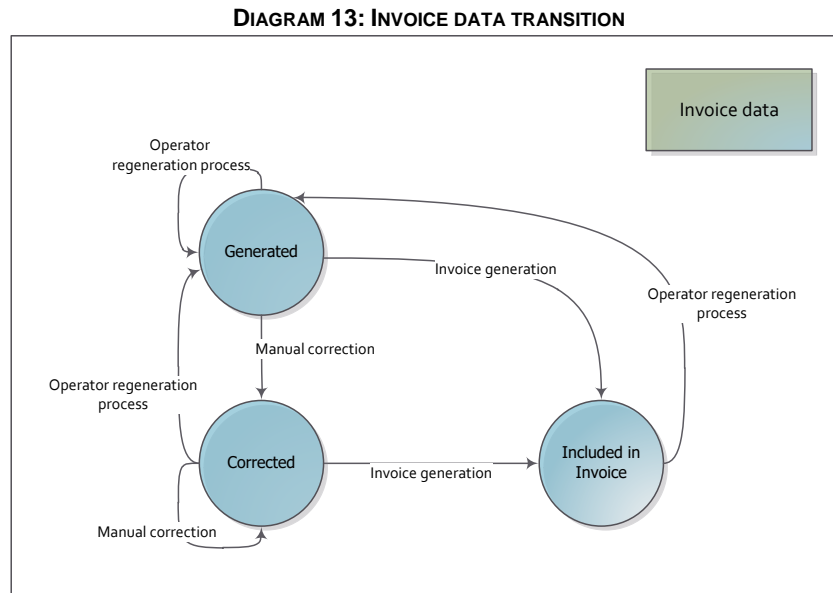 DIAGRAM 13: INVOICE DATA TRANSITION
Invoice data
Operator
regeneration process
Generated
Invoice generation
Operator regeneration
process
Manual correction
Operator regeneration
process
Corrected
Invoice generation
Included in
Invoice
Manual correction